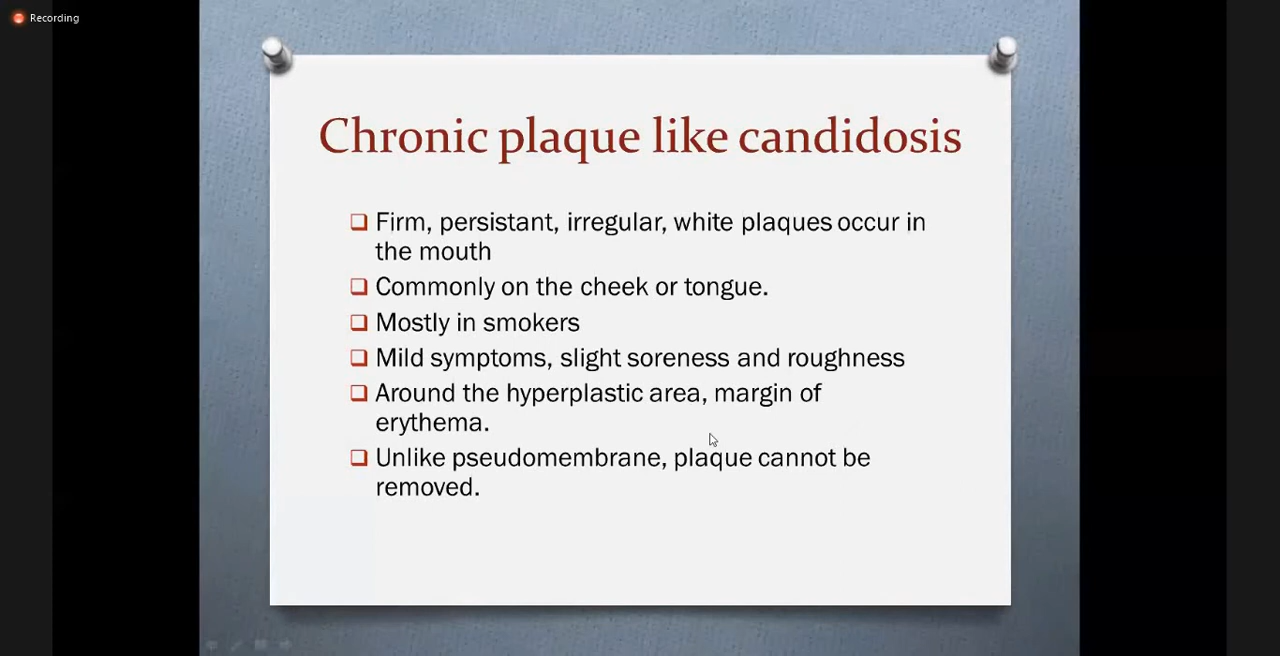 Recording
Chronic plaque like candidosis
Firm, persistant, irregular, white plaques occur in
the mouth
Commonly on the cheek or tongue.
Mostly in smokers
Mild symptoms, slight soreness and roughness
Around the hyperplastic area, margin of
erythema.
Unlike pseudomembrane, plaque cannot be
removed.